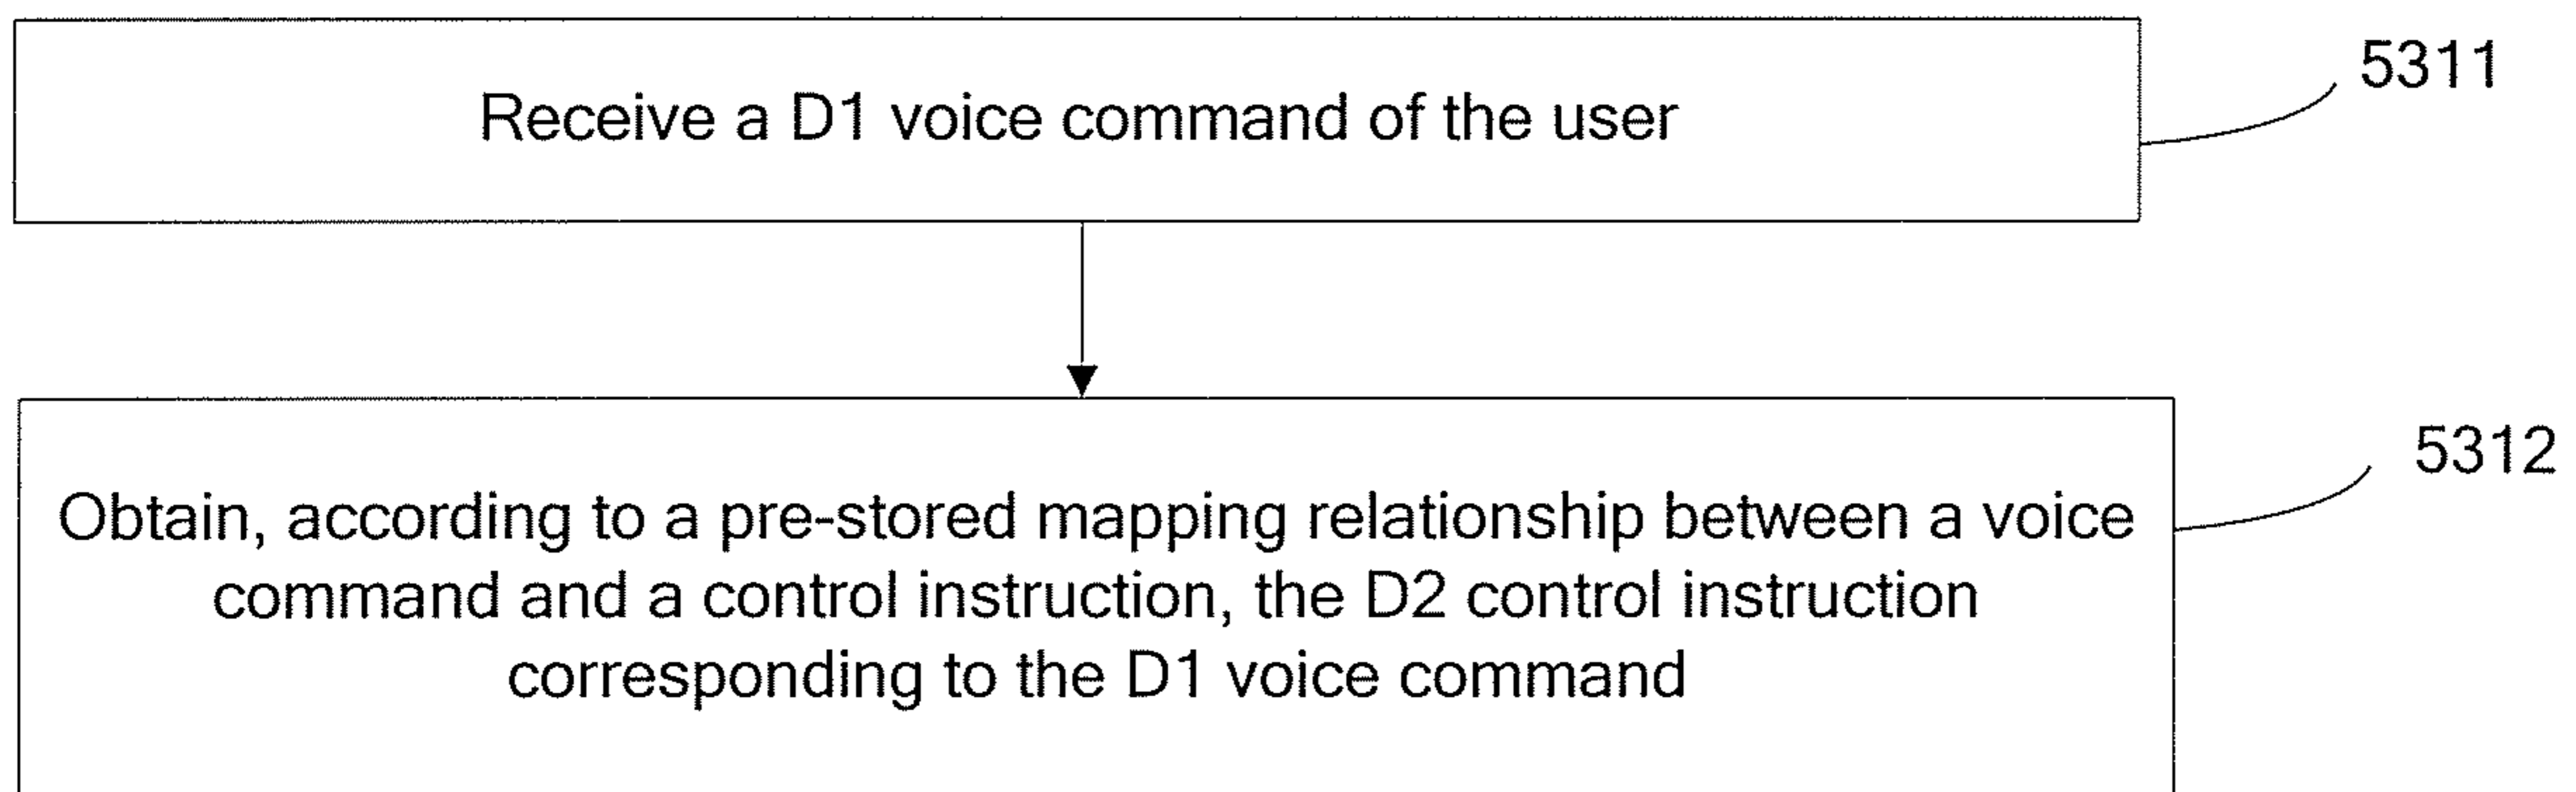 Receive a D1 voice command of the user
5311
5312
Obtain, according to a pre-stored mapping relationship between a voice
command and a control instruction, the D2 control instruction
corresponding to the D1 voice command